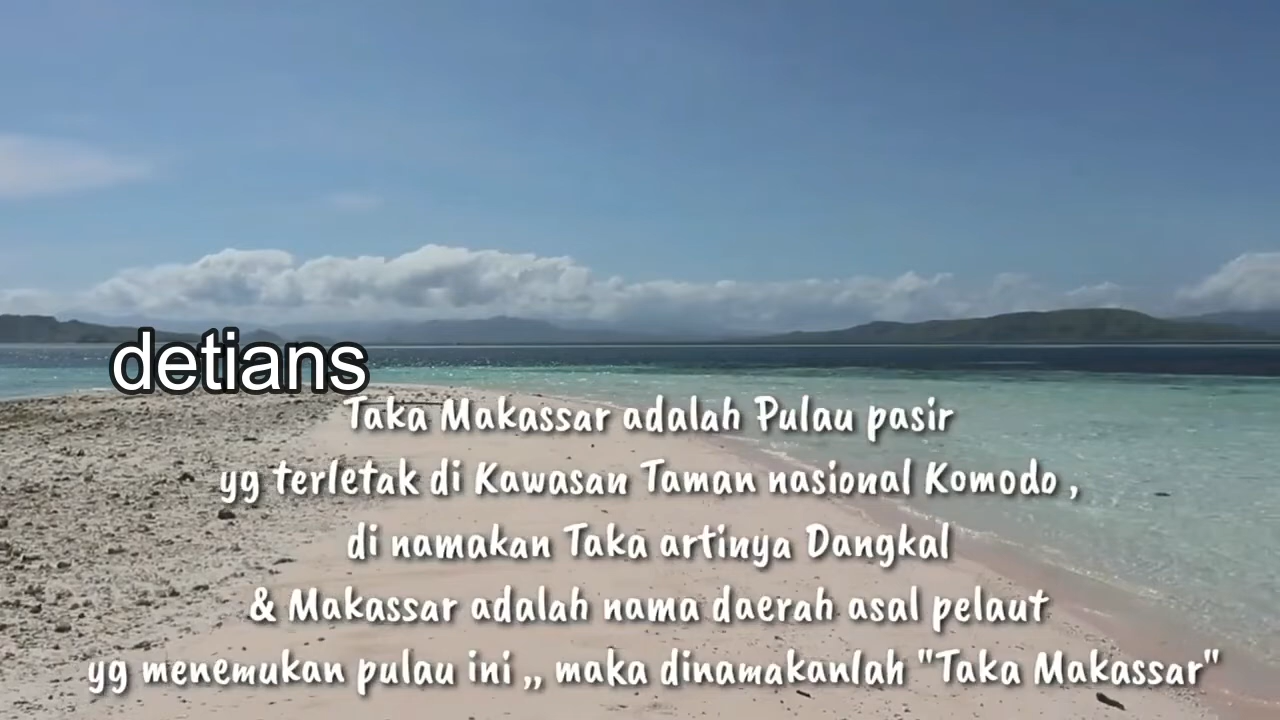 detians
Taka Makassar adalah Pulau pasir
yg terletak di Kawasan Taman nasional Komodo ,
di namakan Taka artinya Dangkal
& Makassar adalah nama daerah asal pelaut
yg menemukan pulau ini ,, maka dinamakanlah "Taka Makassar"